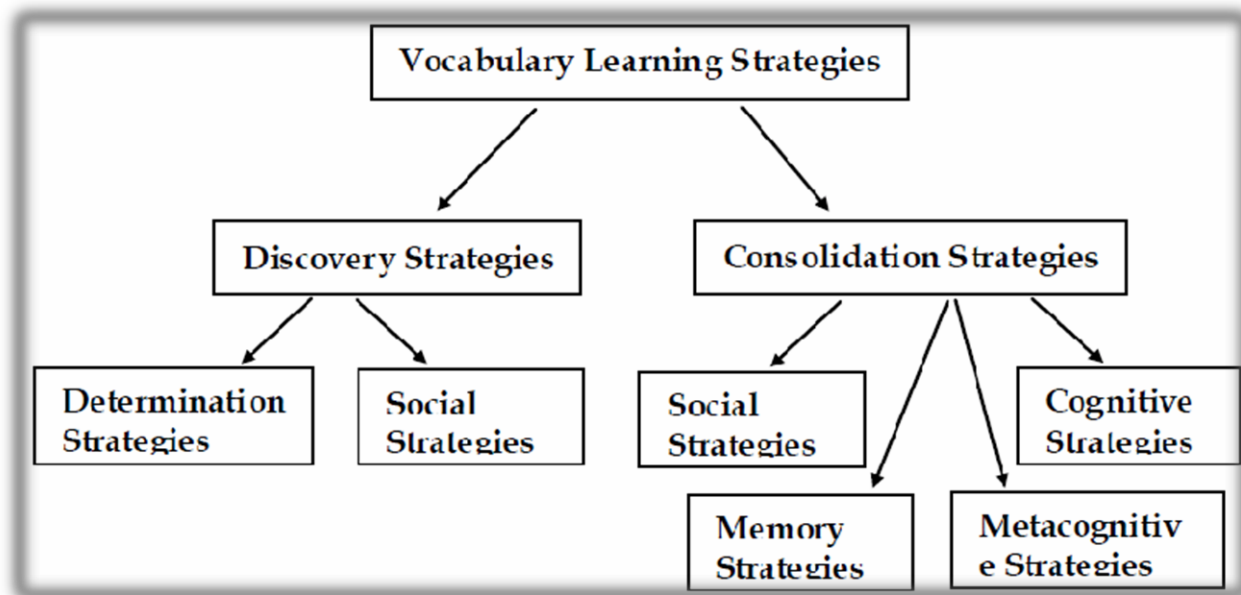 Vocabulary Learning Strategies
Discovery Strategies
Consolidation Strategies
Determination
Strategies
Social
Strategies
Social
Strategies
Cognitive
Strategies
Memory
Strategies
Metacognitiv
e Strategies